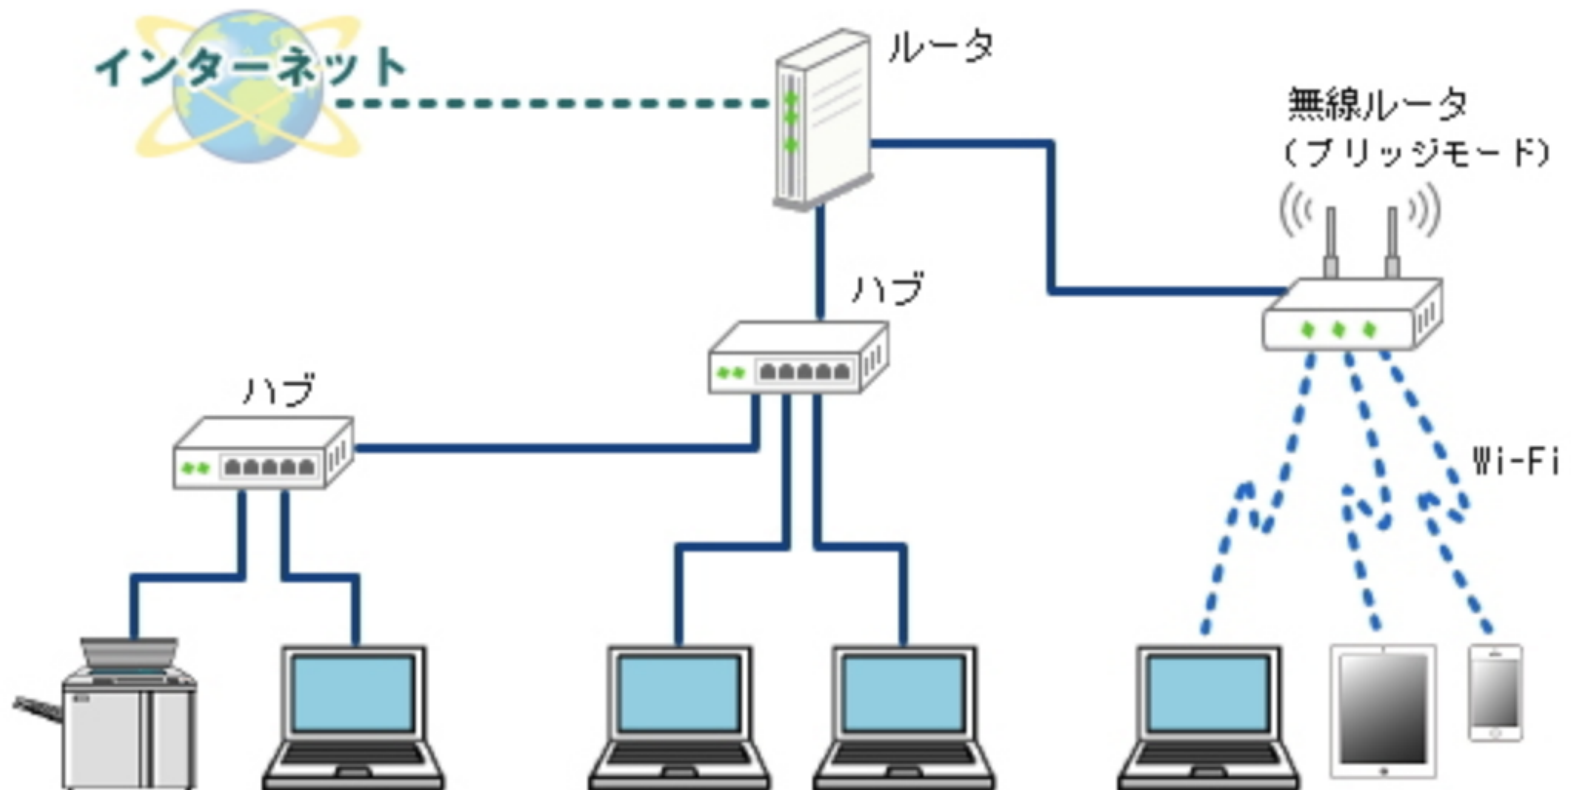 インターネット
ルータ
無線ルータ
(ブリッジモード)
ハブ
ハブ
Wi-Fi